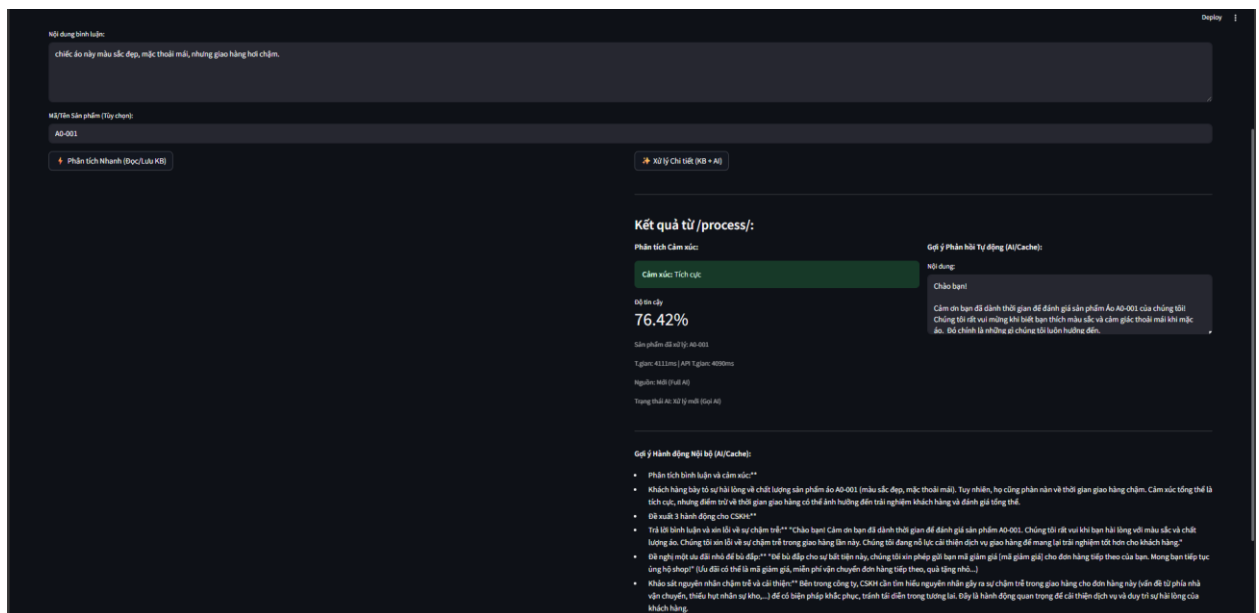 Deploy
Nội dung bình luận:
chiếc áo này màu sắc đẹp, mặc thoải mái, nhưng giao hàng hơi chậm.
Mã/Tên Sản phẩm (Tùy chọn):
A0-001
Phân tích Nhanh (Đọc/Lưu KB)
Xử lý Chi tiết (KB + AI)
Kết quả từ /process/:
Phân tích Cảm xúc:
Cảm xúc: Tích cực
Độ tin cậy
76.42%
Sản phẩm đã xử lý: A0-001
T.gian: 4111ms | API T.gian: 4090ms
Nguồn: Mới (Full AI)
Trạng thái AI: Xử lý mới (Gọi AI)
Gợi ý Phản hồi Tự động (AI/Cache):
Nội dung:
Chào bạn!
Cảm ơn bạn đã dành thời gian để đánh giá sản phẩm Áo A0-001 của chúng tôi!
Chúng tôi rất vui mừng khi biết bạn thích màu sắc và cảm giác thoải mái khi mặc
áo. Đó chính là những gì chúng tôi luôn hướng đến.
Gợi ý Hành động Nội bộ (AI/Cache):
• Phân tích bình luận và cảm xúc:**
• Khách hàng bày tỏ sự hài lòng về chất lượng sản phẩm áo A0-001 (màu sắc đẹp, mặc thoải mái). Tuy nhiên, họ cũng phàn nàn về thời gian giao hàng chậm. Cảm xúc tổng thể là
tích cực, nhưng điểm trừ về thời gian giao hàng có thể ảnh hưởng đến trải nghiệm khách hàng và đánh giá tổng thể.
• Đề xuất 3 hành động cho CSKH:**
• Trả lời bình luận và xin lỗi về sự chậm trễ:** "Chào bạn! Cảm ơn bạn đã dành thời gian để đánh giá sản phẩm A0-001. Chúng tôi rất vui khi bạn hài lòng với màu sắc và chất
lượng áo. Chúng tôi xin lỗi về sự chậm trễ trong giao hàng lần này. Chúng tôi đang nỗ lực cải thiện dịch vụ giao hàng để mang lại trải nghiệm tốt hơn cho khách hàng."
• Đề nghị một ưu đãi nhỏ để bù đắp:** "Để bù đắp cho sự bất tiện này, chúng tôi xin phép gửi bạn mã giảm giá [mã giảm giá] cho đơn hàng tiếp theo của bạn. Mong bạn tiếp tục
ủng hộ shop!" (Ưu đãi có thể là mã giảm giá, miễn phí vận chuyển đơn hàng tiếp theo, quà tặng nhỏ...)
• Khảo sát nguyên nhân chậm trễ và cải thiện:** Bên trong công ty, CSKH cần tìm hiểu nguyên nhân gây ra sự chậm trễ trong giao hàng cho đơn hàng này (vấn đề từ phía nhà
vận chuyển, thiếu hụt nhân sự kho,...) để có biện pháp khắc phục, tránh tái diễn trong tương lai. Đây là hành động quan trọng để cải thiện dịch vụ và duy trì sự hài lòng của
khách hàng.